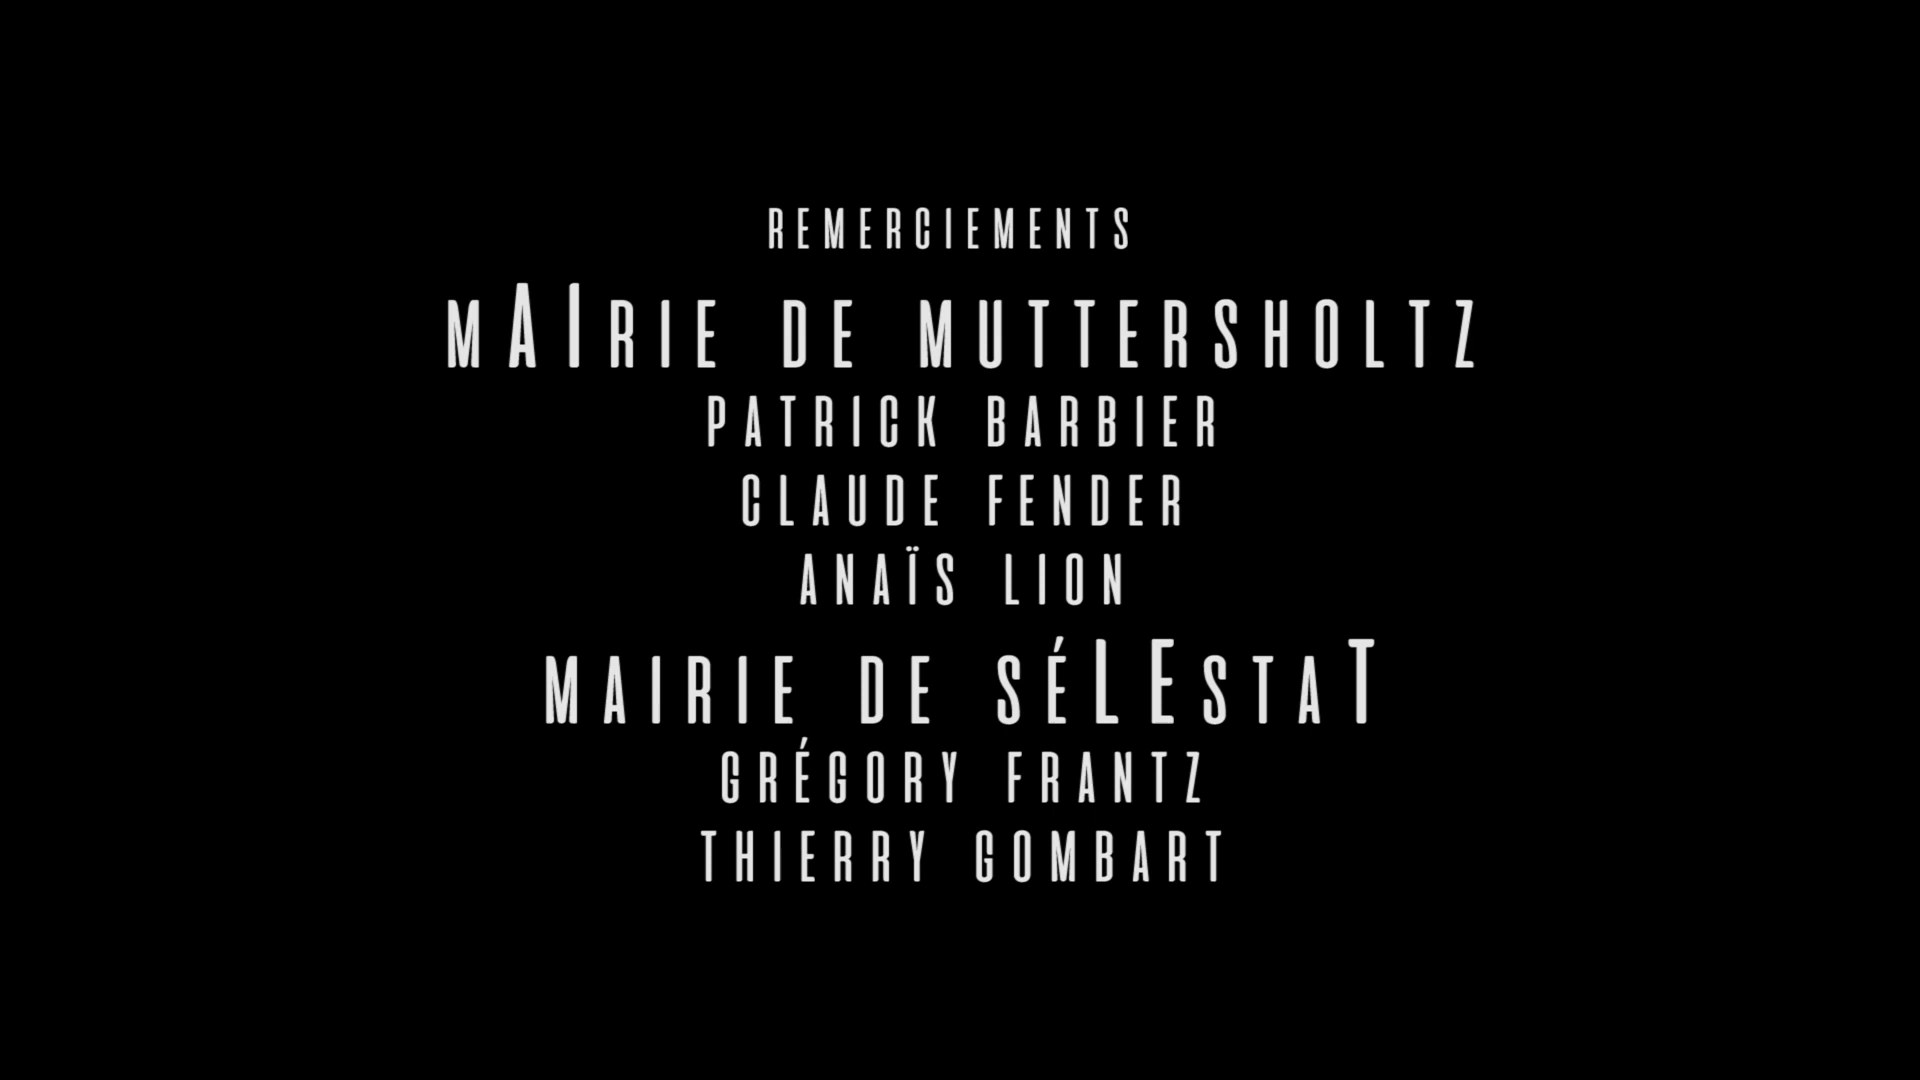 REMERCIEMENTS
mAIRIE DE MUTTERSHOLTZ
PATRICK BARBIER
CLAUDE FENDER
ANAÏS LION
MAIRIE DE SÉLESTAT
GRÉGORY FRANTZ
THIERRY GOMBART